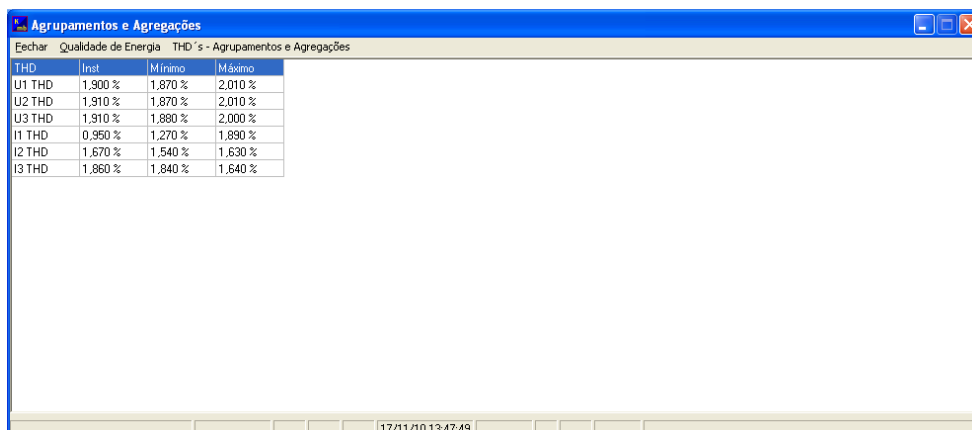 K mb Agrupamentos e Agregações
Fechar Qualidade de Energia THD´s - Agrupamentos e Agregações
THD Inst Mínimo Máximo
U1 THD 1,900 % 1,870 % 2,010 %
U2 THD 1,910 % 1,870 % 2,010 %
U3 THD 1,910 % 1,880 % 2,000 %
I1 THD 0,950 % 1,270 % 1,890 %
I2 THD 1,670 % 1,540 % 1,630 %
I3 THD 1,860 % 1,840 % 1,640 %
17/11/10 13:47:49